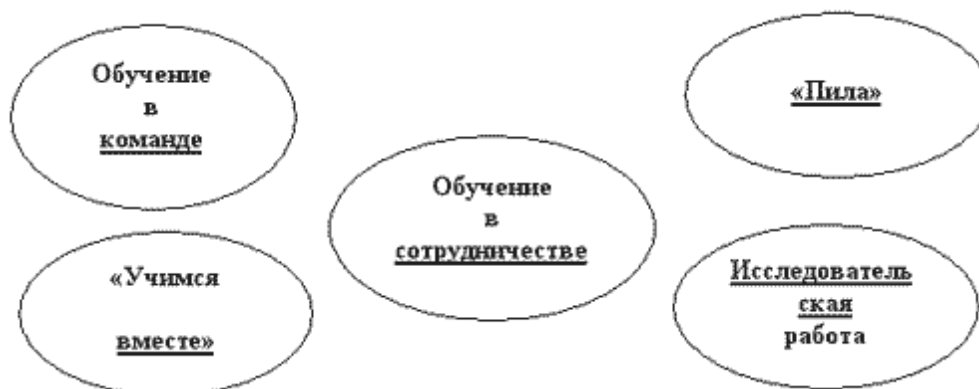 Обучение
в
команде
«Пила»
Обучение
в
сотрудничестве
«Учимся
вместе»
Исследователь
ская
работа